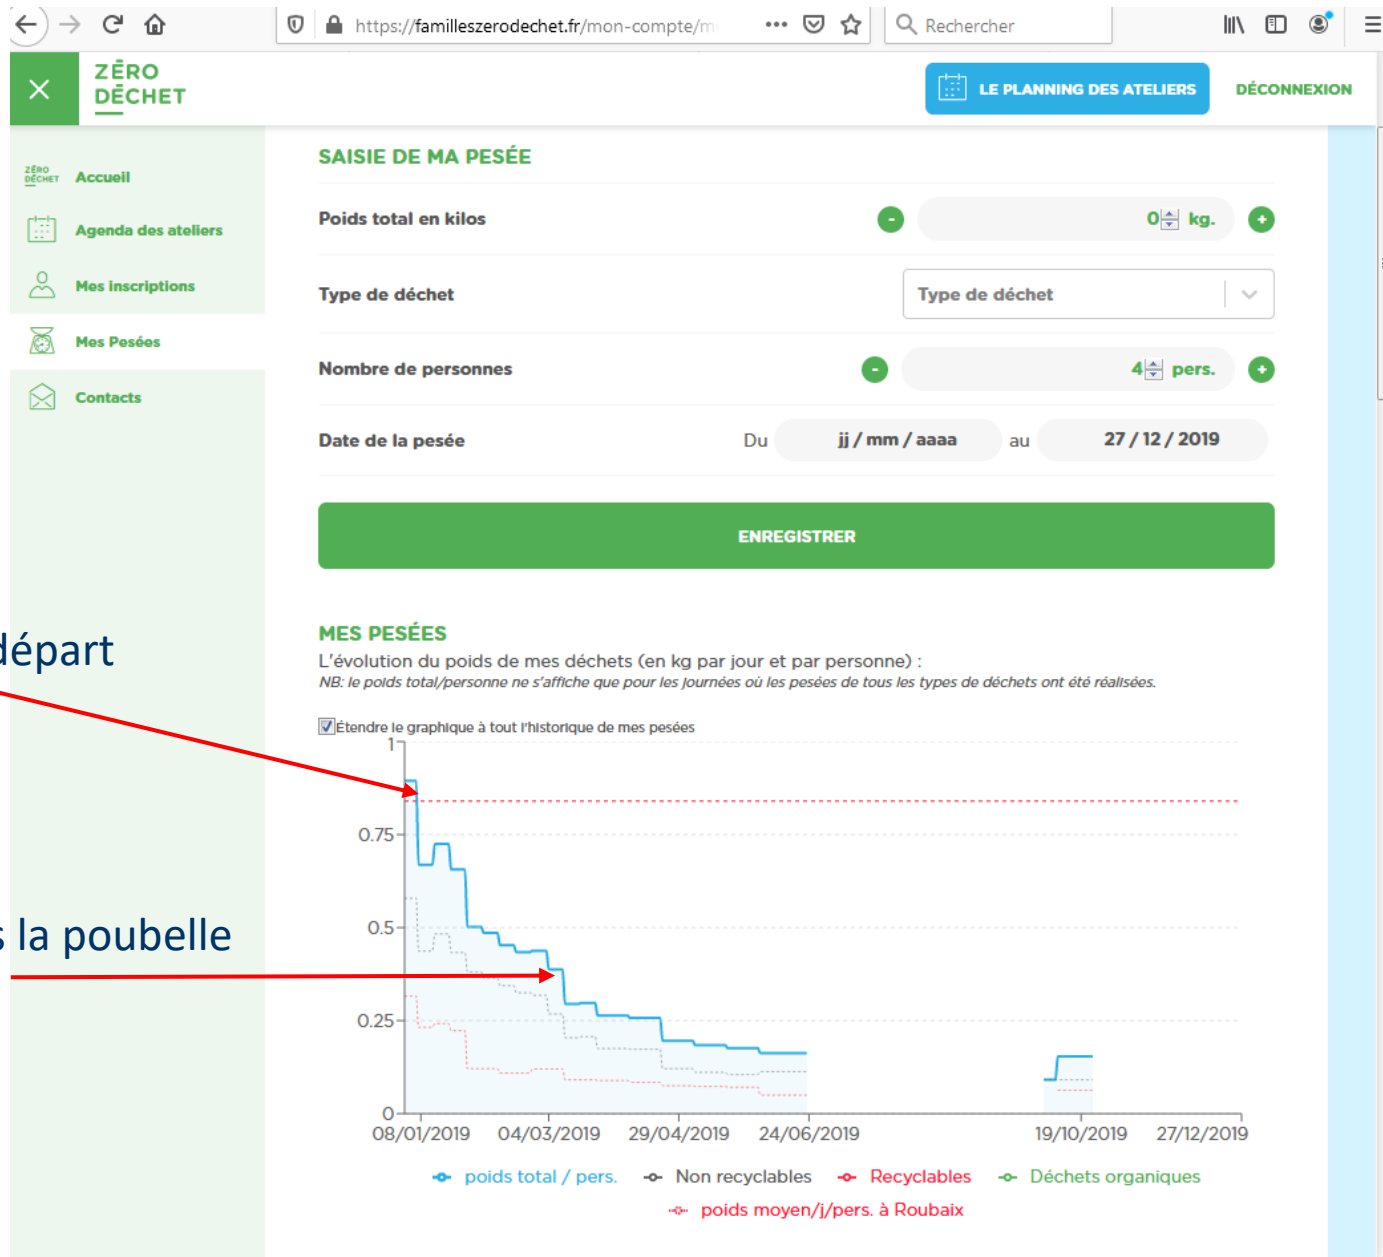 https://familleszerodechet.fr/mon-compte/m
Rechercher
ZĒRO
DĒCHET
LE PLANNING DES ATELIERS
DÉCONNEXION
ZĒRO
DĒCHET
Accueil
Agenda des ateliers
Mes inscriptions
Mes Pesées
Contacts
SAISIE DE MA PESÉE
Poids total en kilos - 0 kg. +
Type de déchet Type de déchet
Nombre de personnes - 4 pers. +
Date de la pesée Du jj / mm / aaaa au 27 / 12 / 2019
ENREGISTRER
départ
la poubelle
MES PESÉES
L'évolution du poids de mes déchets (en kg par jour et par personne) :
NB: le poids total/personne ne s'affiche que pour les journées où les pesées de tous les types de déchets ont été réalisées.
Étendre le graphique à tout l'historique de mes pesées
1
0.75
0.5
0.25
0
08/01/2019 04/03/2019 29/04/2019 24/06/2019 19/10/2019 27/12/2019
poids total / pers. Non recyclables Recyclables Déchets organiques
poids moyen/j/pers. à Roubaix